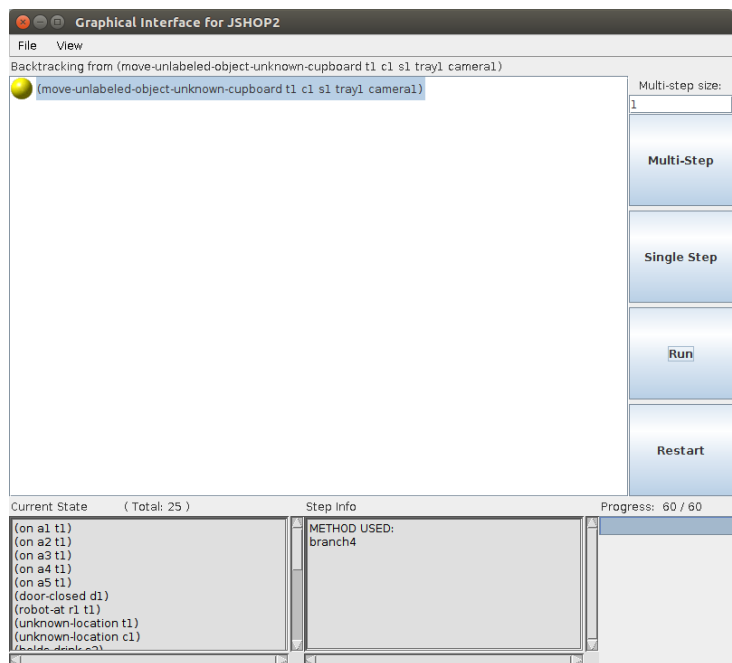 Graphical Interface for JSHOP2
File View
Backtracking from (move-unlabeled-object-unknown-cupboard t1 c1 s1 tray1 camera1)
(move-unlabeled-object-unknown-cupboard t1 c1 s1 tray1 camera1)
Multi-step size:
1
Multi-Step
Single Step
Run
Restart
Current State ( Total: 25 )
(on a1 t1)
(on a2 t1)
(on a3 t1)
(on a4 t1)
(on a5 t1)
(door-closed d1)
(robot-at r1 t1)
(unknown-location t1)
(unknown-location c1)
(holds-drink s2)
Step Info
METHOD USED:
branch4
Progress: 60 / 60